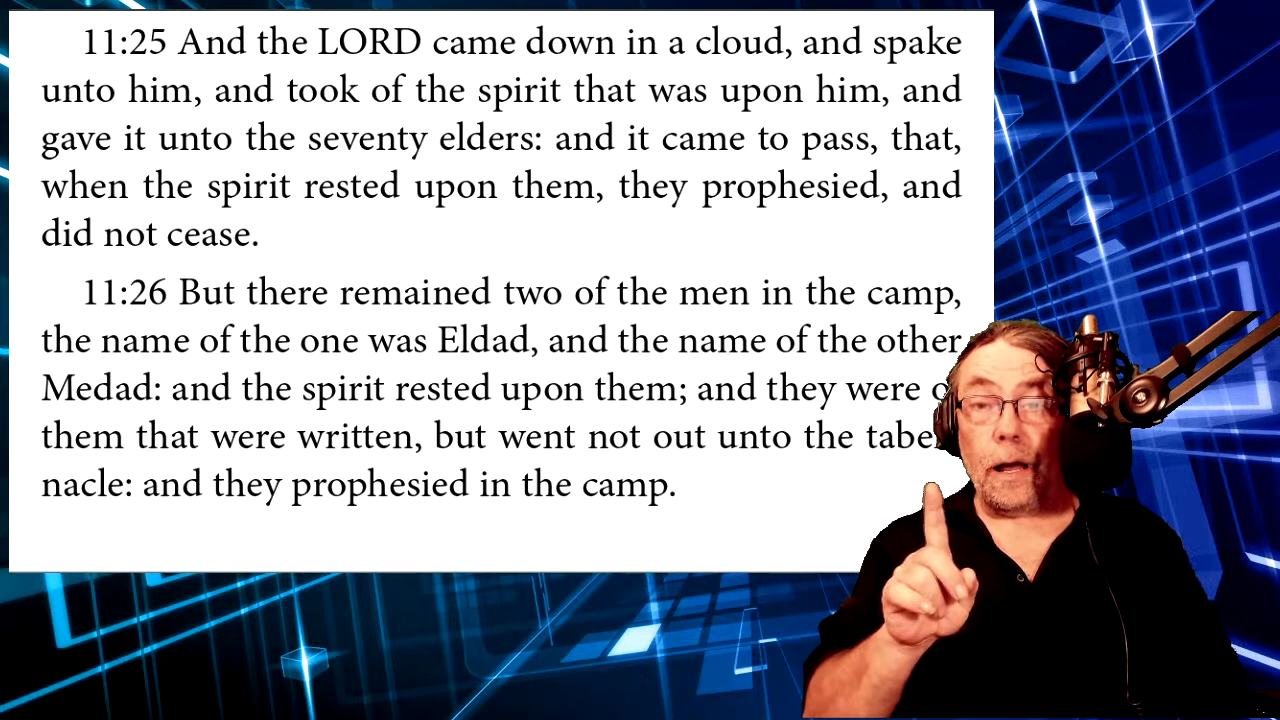 11:25 And the LORD came down in a cloud, and spake
unto him, and took of the spirit that was upon him, and
gave it unto the seventy elders: and it came to pass, that,
when the spirit rested upon them, they prophesied, and
did not cease.
11:26 But there remained two of the men in the camp,
the name of the one was Eldad, and the name of the other
Medad: and the spirit rested upon them; and they were
them that were written, but went not out unto the taber
nacle: and they prophesied in the camp.